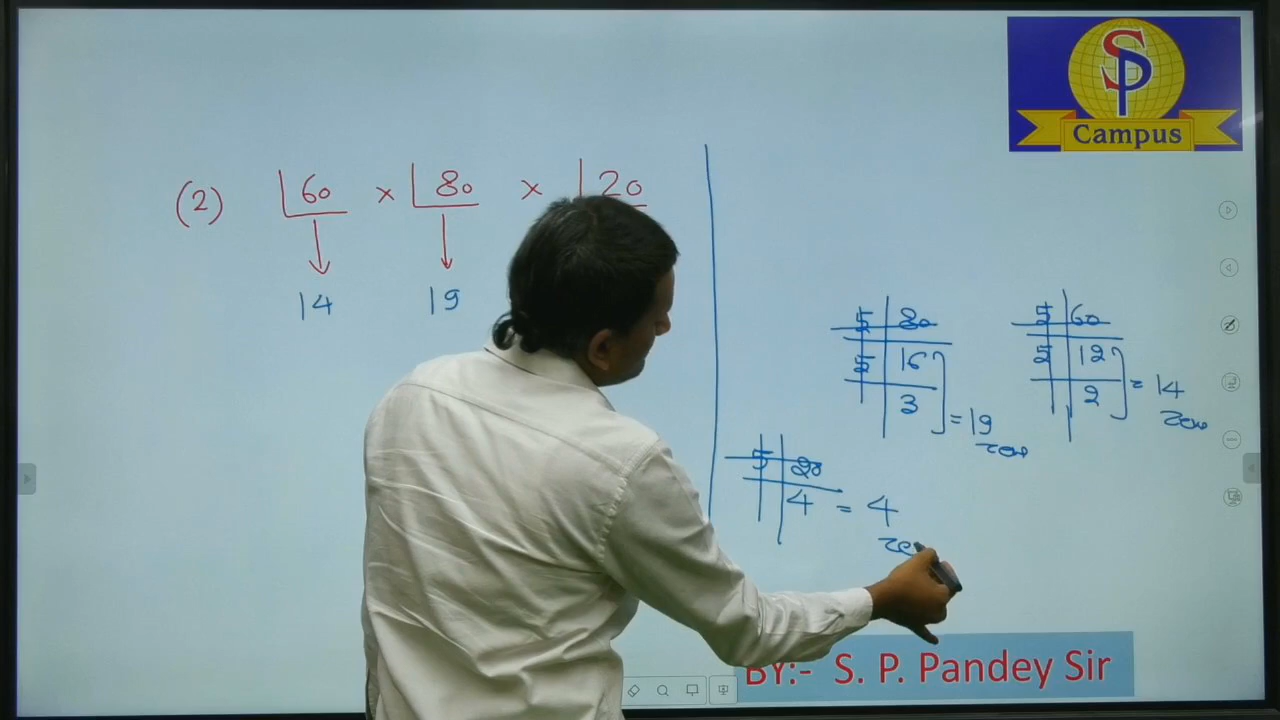 SP
Campus
(2) 60 × 80 × 20
14 19
5 80
5 16
3
= 19
zero
5 60
5 12
2
= 14
zero
5 20
4 = 4
BY:- S. P. Pandey Sir